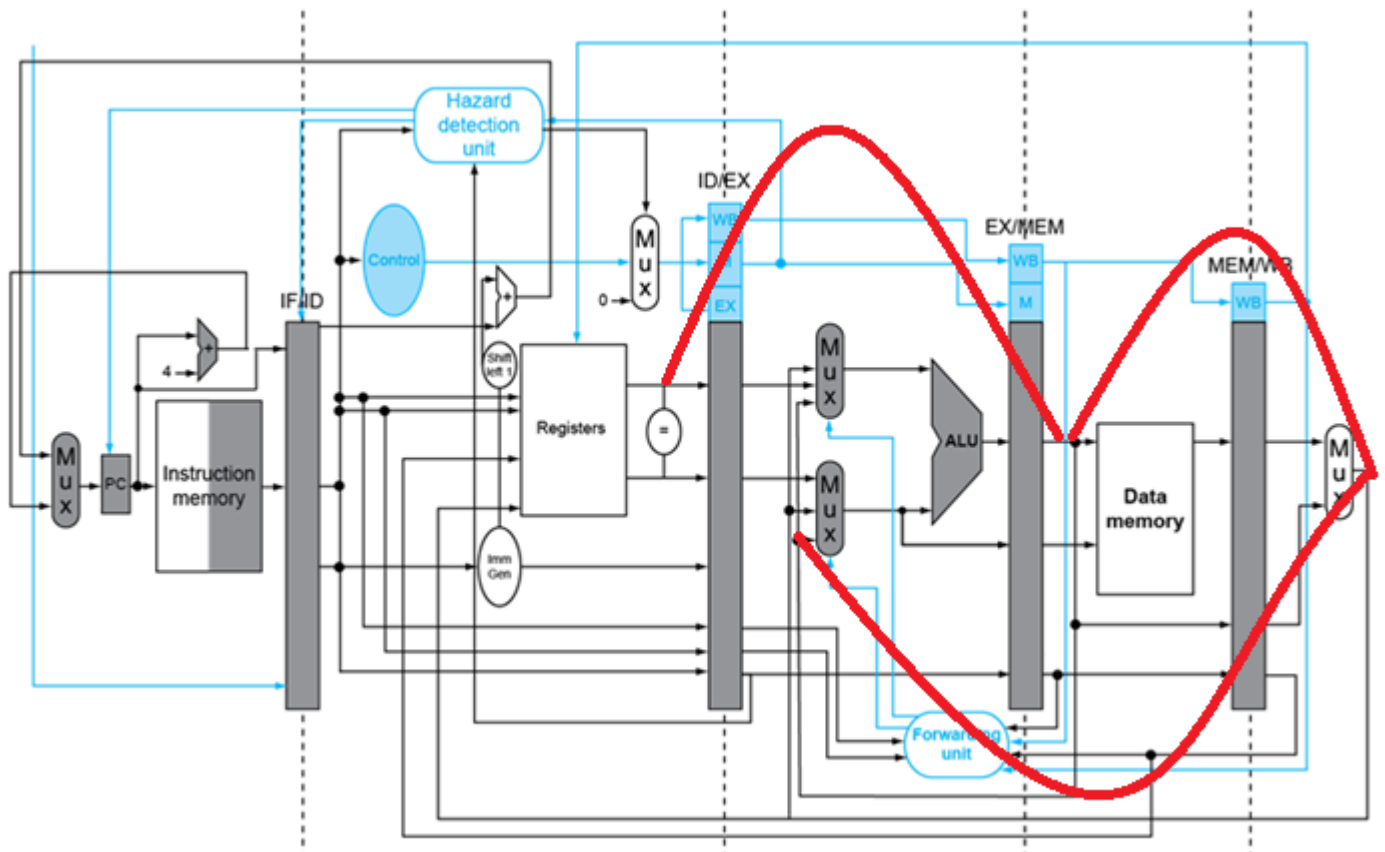 Hazard
detection
unit
ID/EX
WB
M
EX
Control
M
u
x
0
EX/MEM
WB
M
MEM/WB
WB
IF/ID
+
+
4
Shift
left 1
M
u
x
Registers
=
ALU
M
u
x
PC
Instruction
memory
M
u
x
Data
memory
M
u
x
Imm
Gen
Forwarding
unit